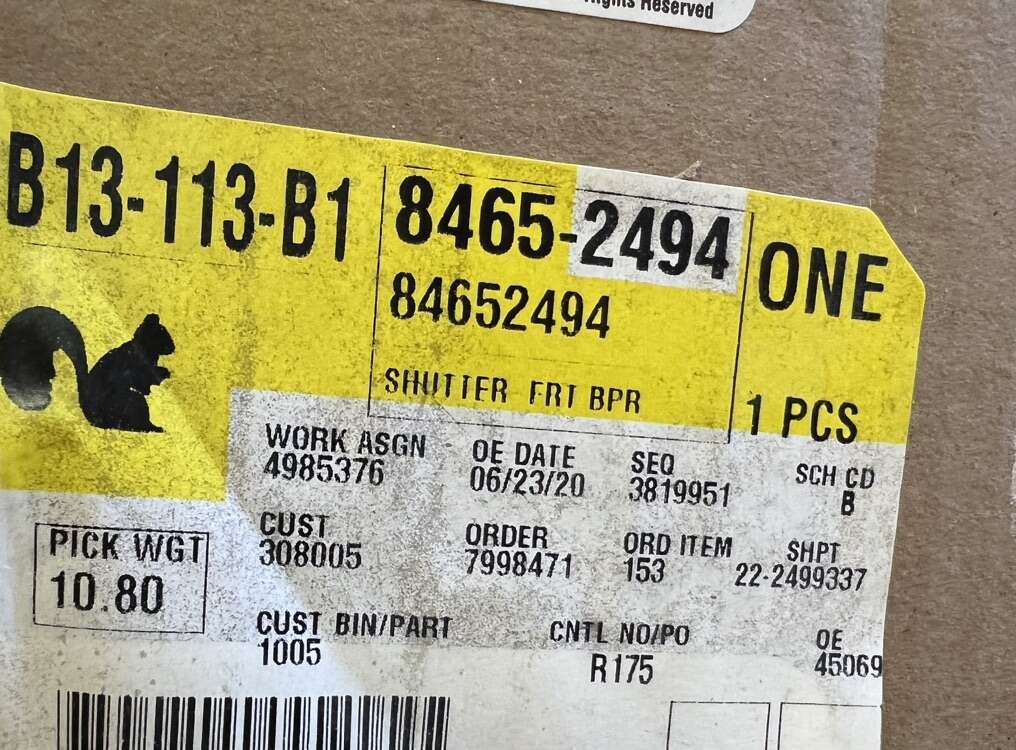 Rights Reserved
B13-113-B1
8465-2494
ONE
84652494
SHUTTER FRT BPR
1 PCS
WORK ASGN
4985376
OE DATE
06/23/20
SEQ
3819951
SCH CD
B
PICK WGT
10.80
CUST
308005
ORDER
7998471
ORD ITEM
153
SHPT
22-2499337
CUST BIN/PART
1005
CNTL NO/PO
R175
OE
45069